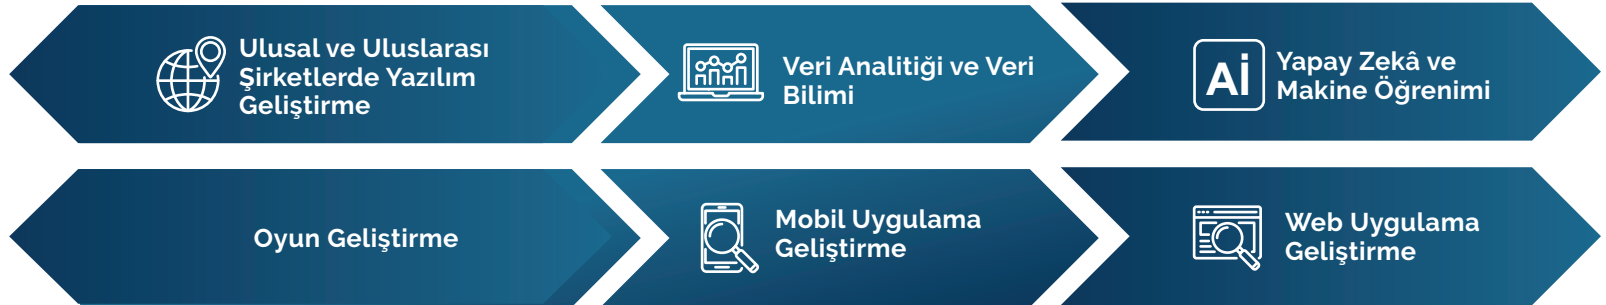 Ulusal ve Uluslarası
Şirketlerde Yazılım
Geliştirme
Veri Analitiği ve Veri
Bilimi
Aİ
Yapay Zekâ ve
Makine Öğrenimi
Oyun Geliştirme
Mobil Uygulama
Geliştirme
Web Uygulama
Geliştirme